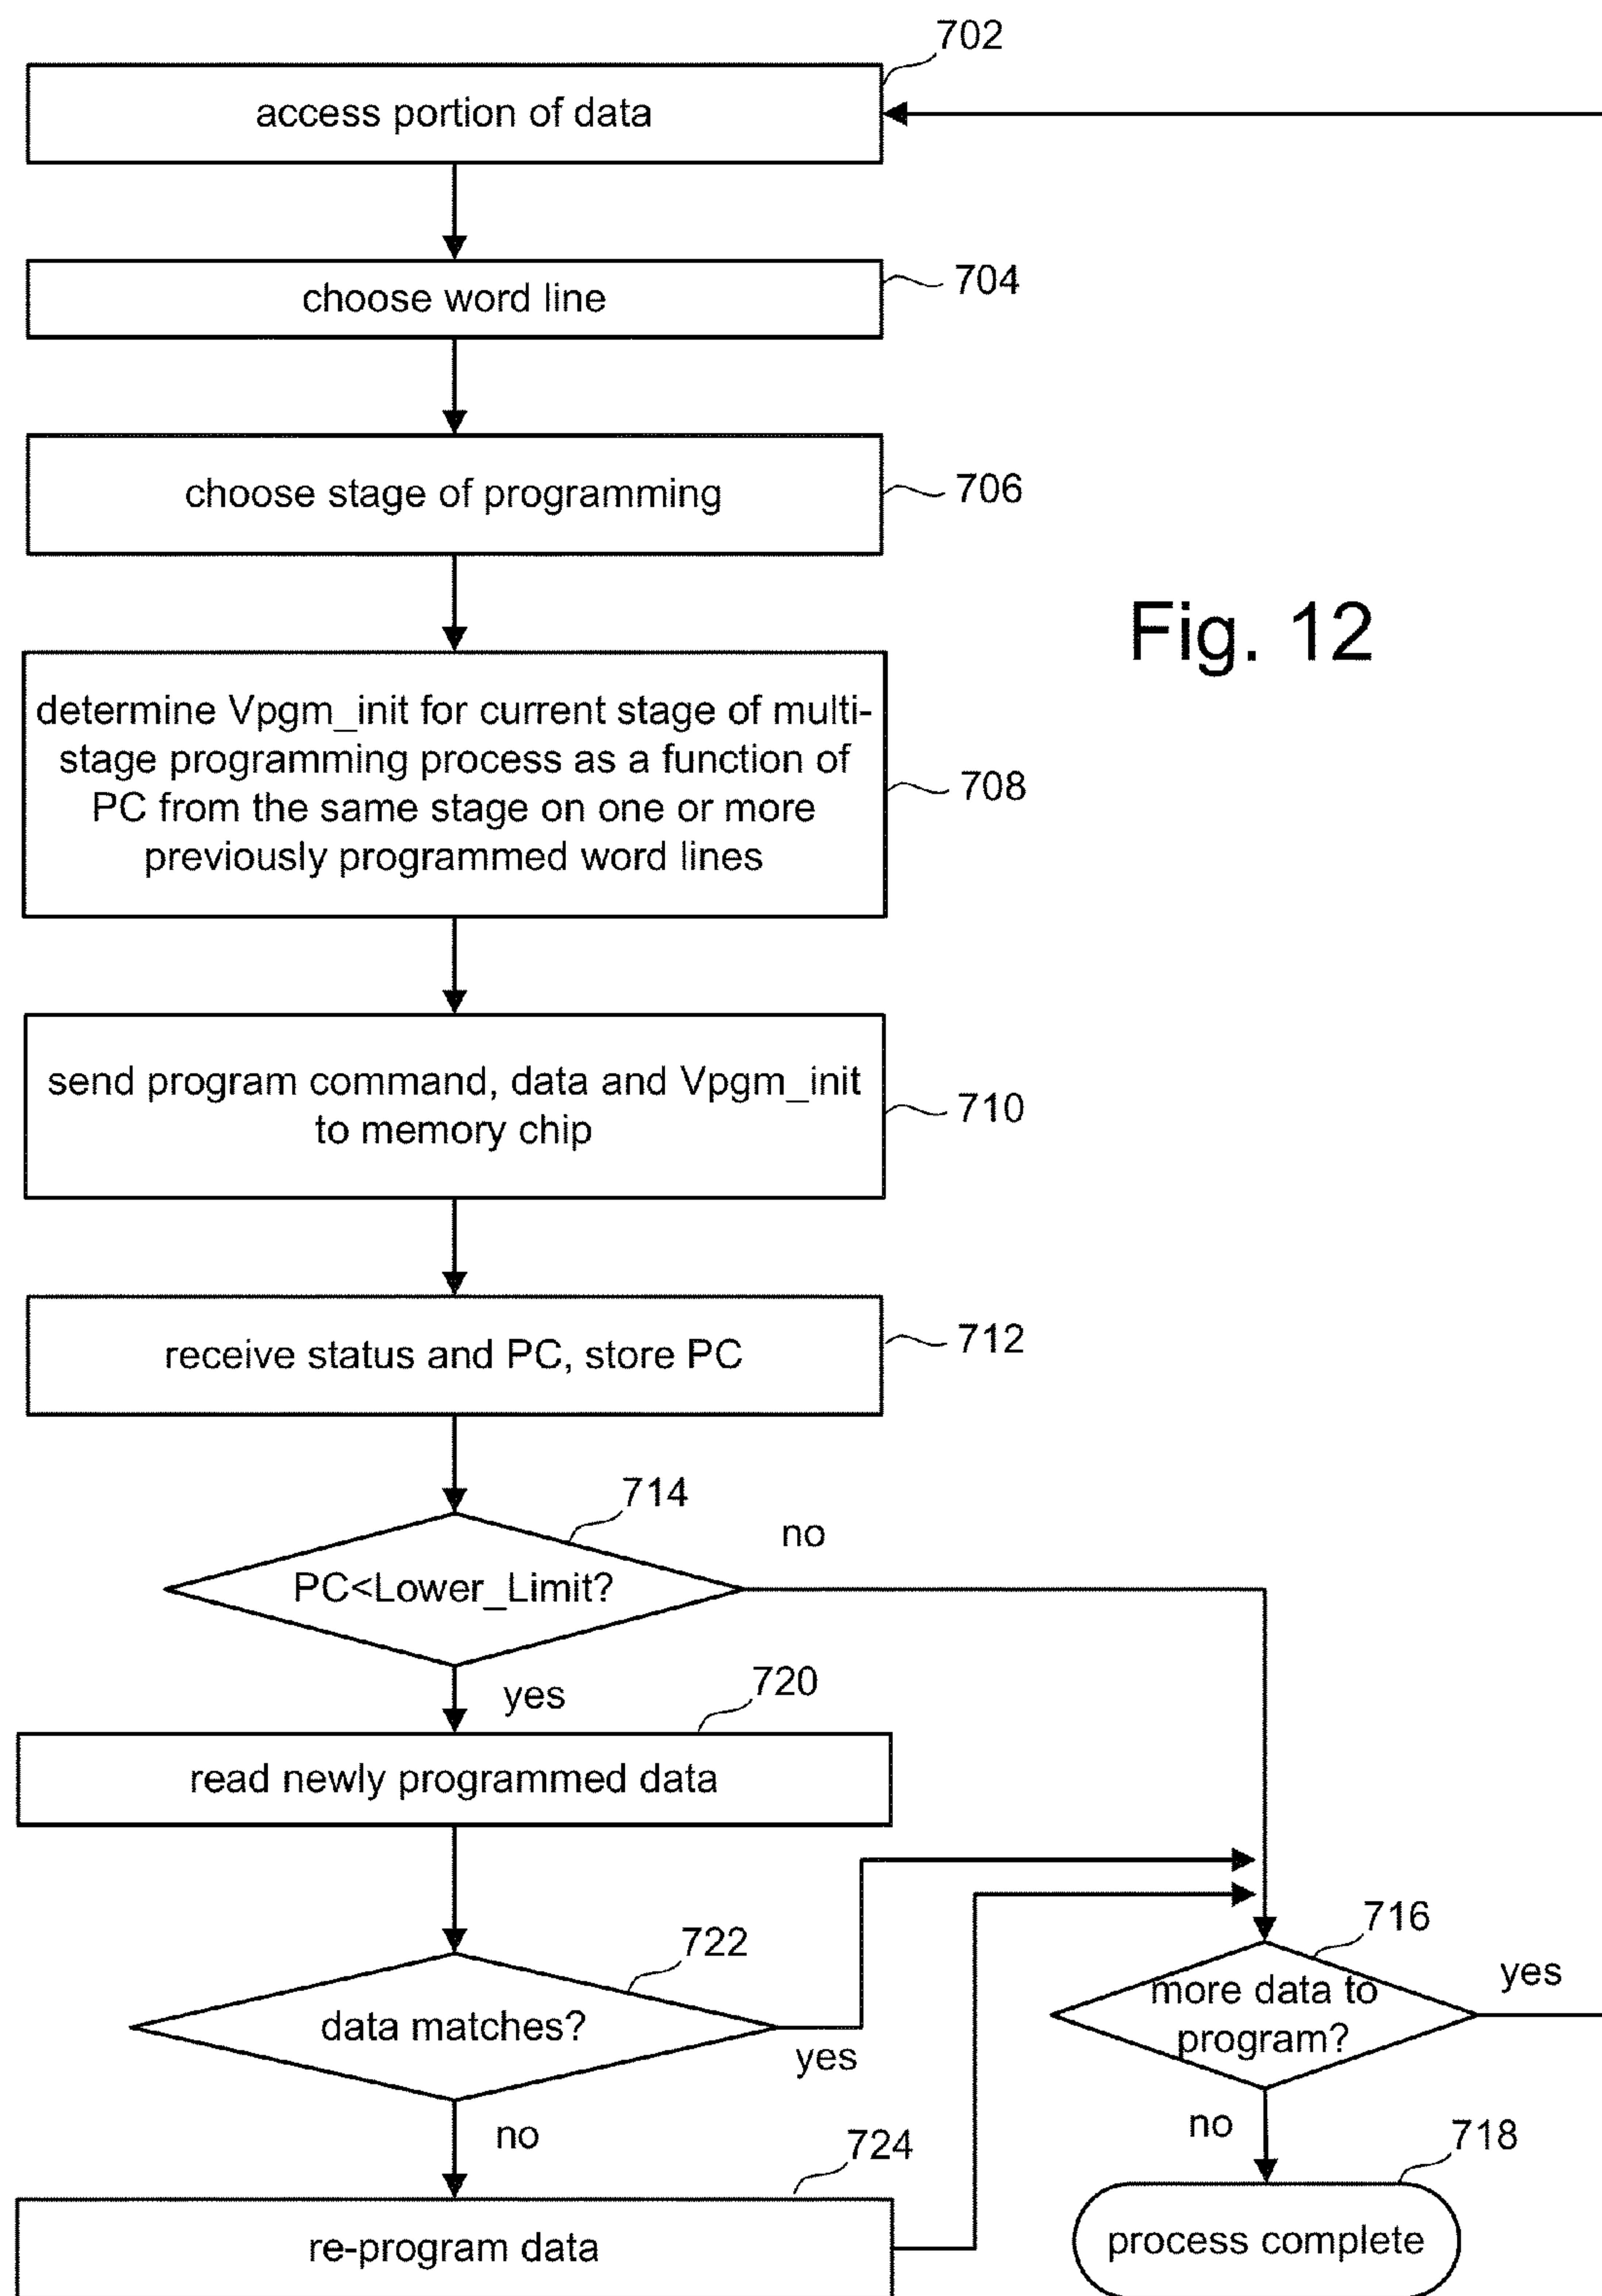 702
access portion of data
choose word line
704
choose stage of programming
706
Fig. 12
determine Vpgm_init for current stage of multi-
stage programming process as a function of
PC from the same stage on one or more
previously programmed word lines
708
send program command, data and Vpgm_init
to memory chip
710
receive status and PC, store PC
712
714
no
PC<Lower_Limit?
yes
720
read newly programmed data
722
data matches?
yes
716
more data to
program?
yes
no
724
re-program data
no
718
process complete